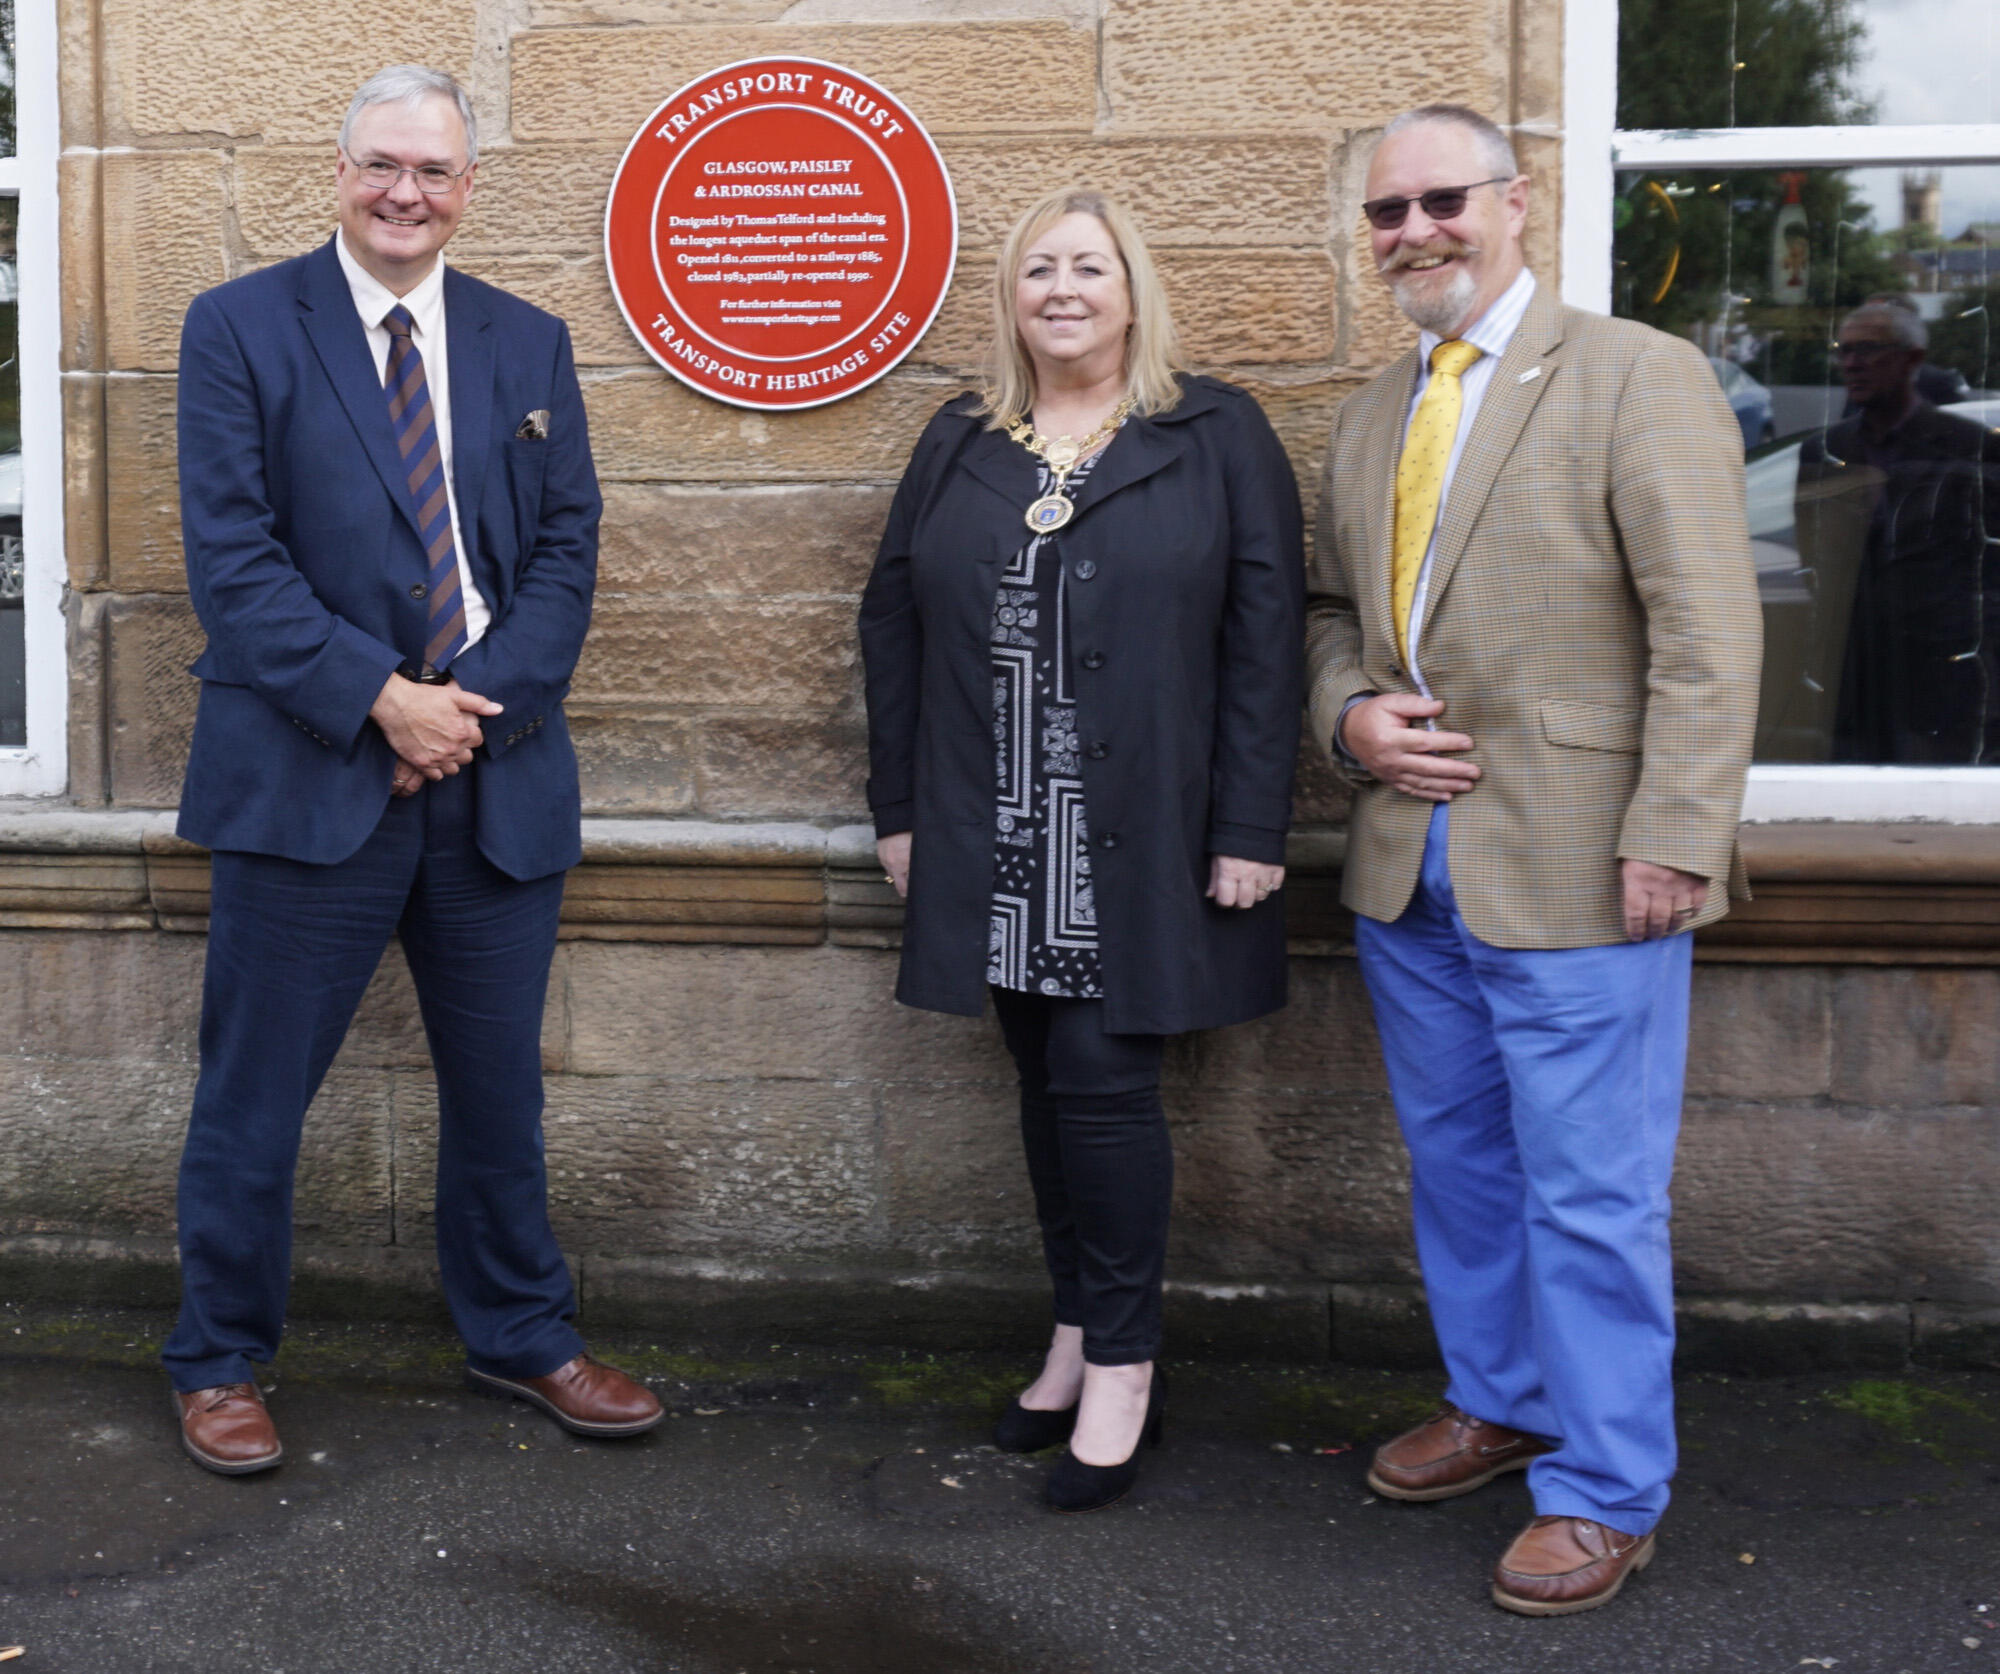 TRANSPORT TRUST
GLASGOW, PAISLEY
& ARDROSSAN CANAL
Designed by Thomas Telford and including
the longest aqueduct span of the canal era.
Opened 1811, converted to a railway 1885,
closed 1983, partially re-opened 1990.
For further information visit
www.transportheritage.com
TRANSPORT HERITAGE SITE